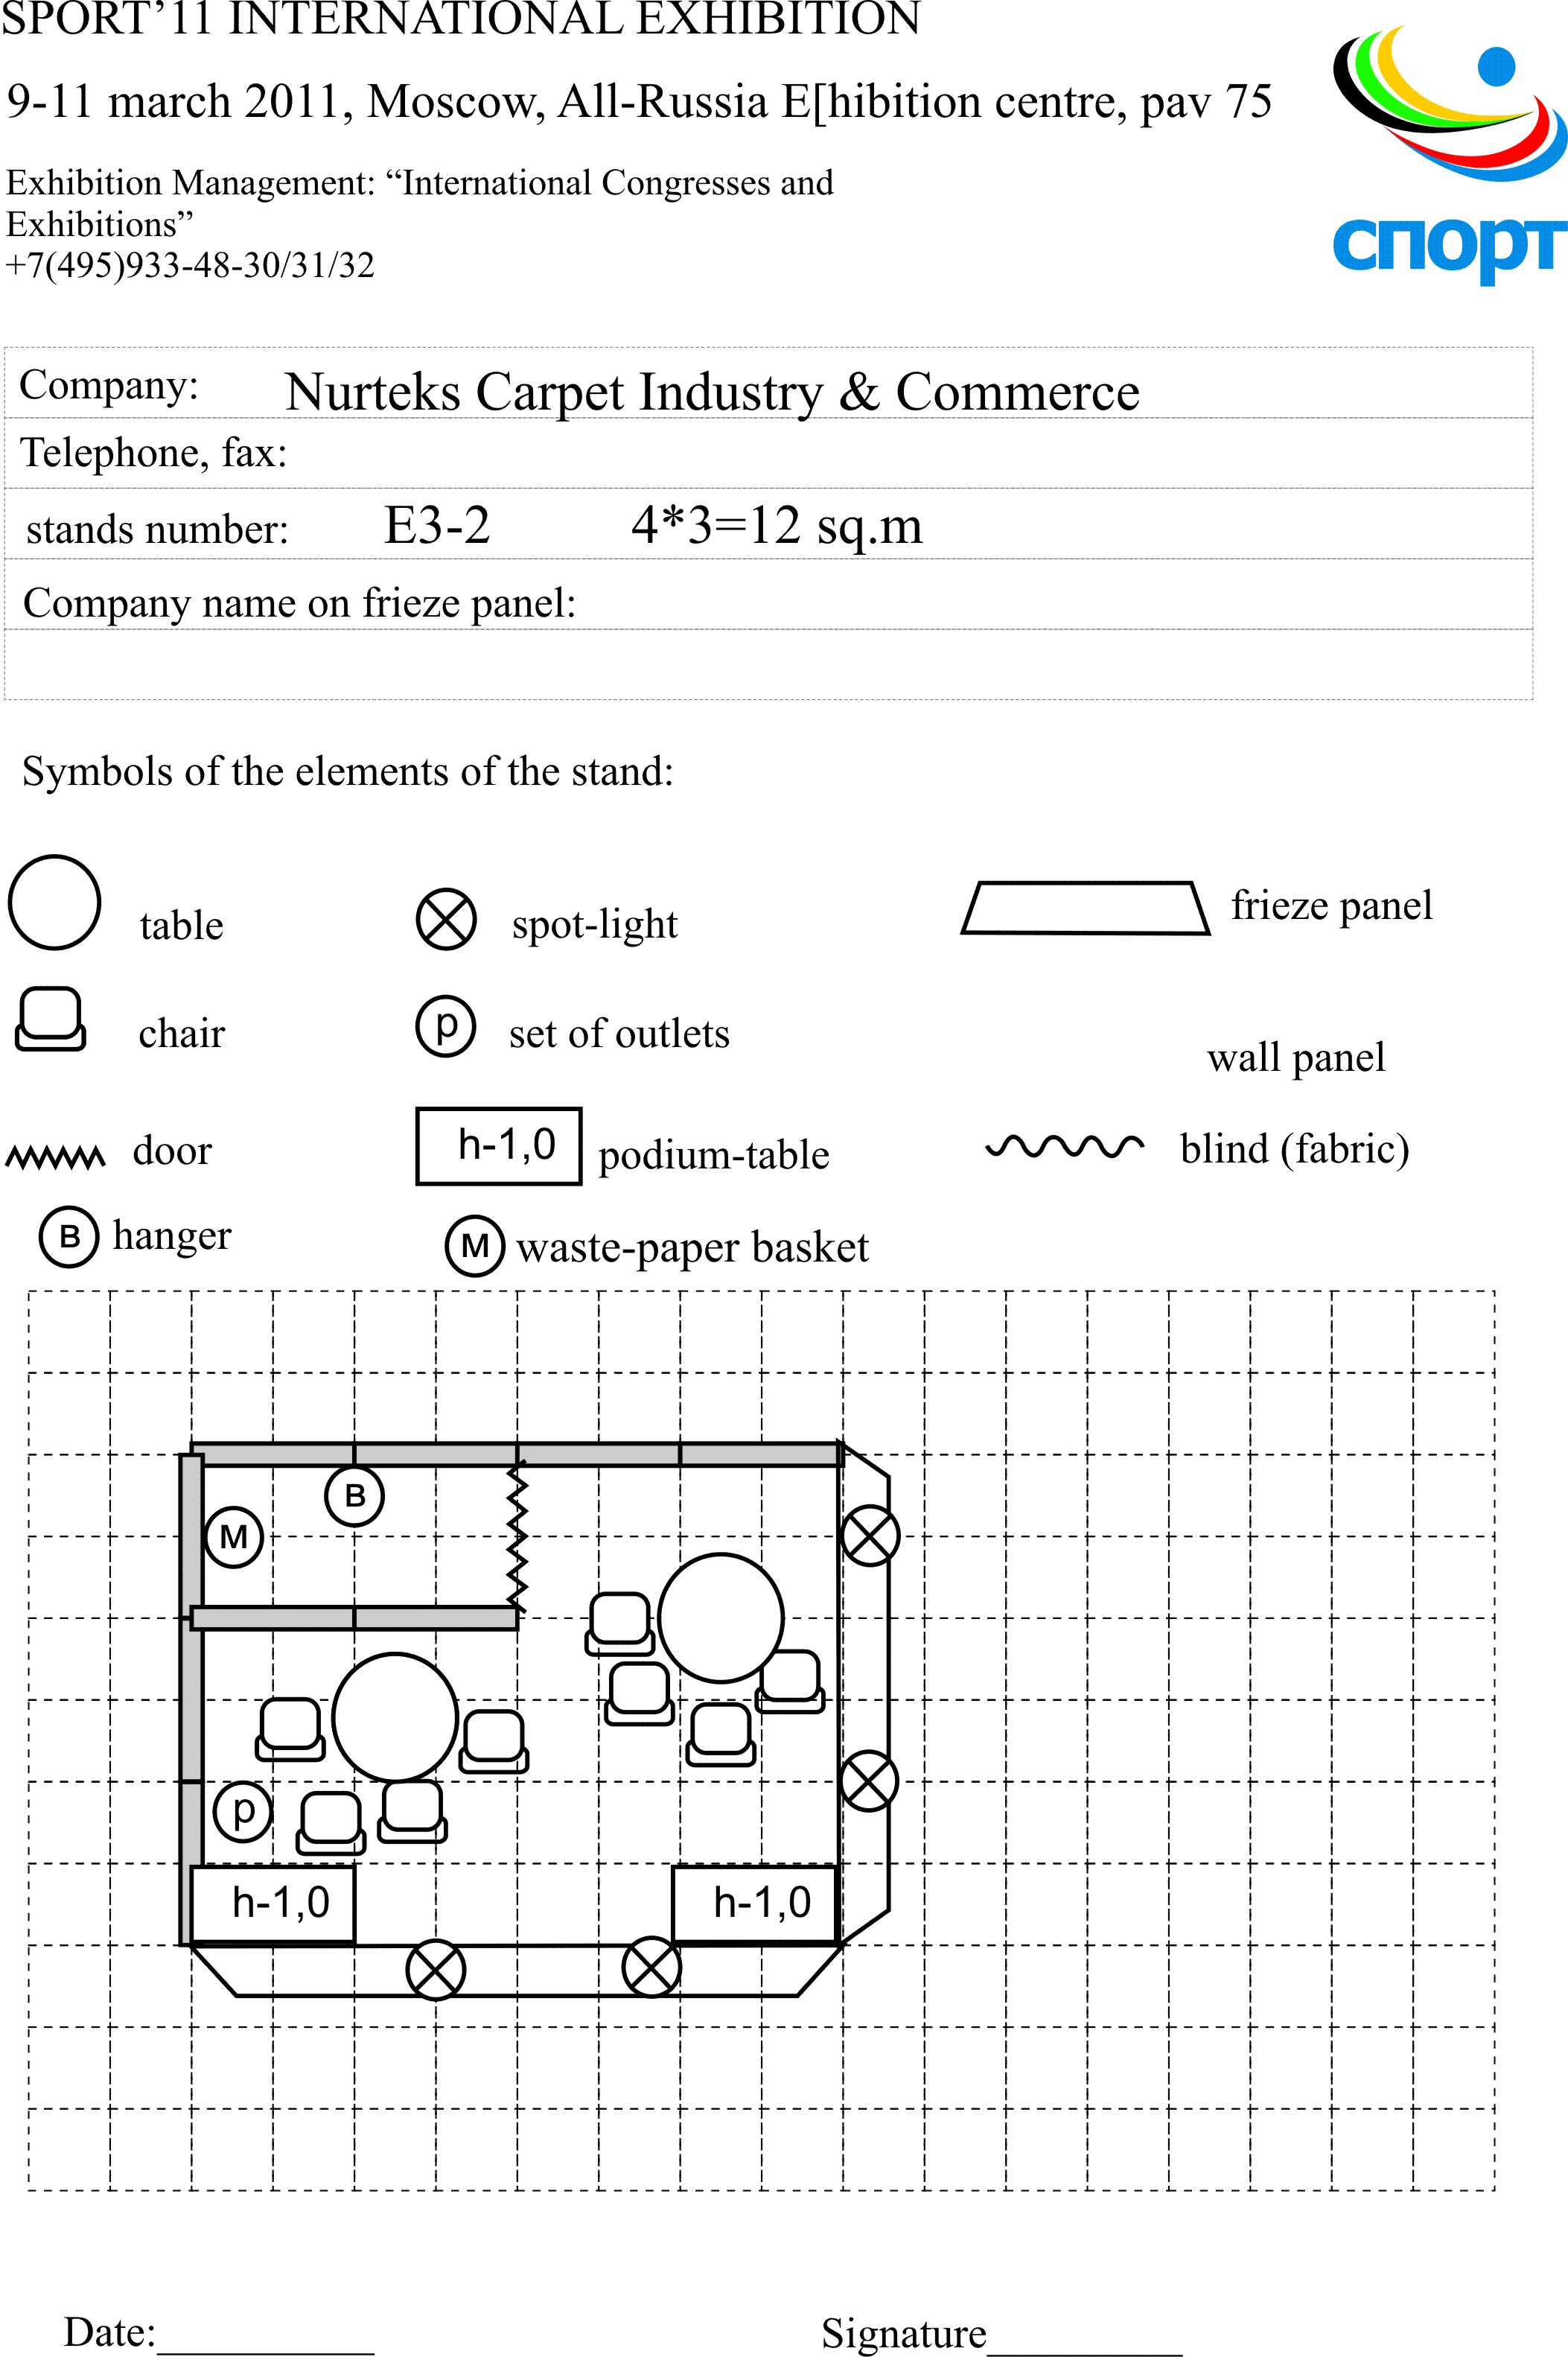 SPORT’11 INTERNATIONAL EXHIBITION
9-11 march 2011, Moscow, All-Russia E[hibition centre, pav 75
Exhibition Management: “International Congresses and
Exhibitions”
+7(495)933-48-30/31/32
спорт
Company: Nurteks Carpet Industry & Commerce
Telephone, fax:
stands number: E3-2 4*3=12 sq.m
Company name on frieze panel:
Symbols of the elements of the stand:
table
spot-light
frieze panel
chair
p set of outlets
wall panel
door
h-1,0 podium-table
blind (fabric)
B hanger
M waste-paper basket
B
M
p
h-1,0 h-1,0
Date:__________ Signature_________